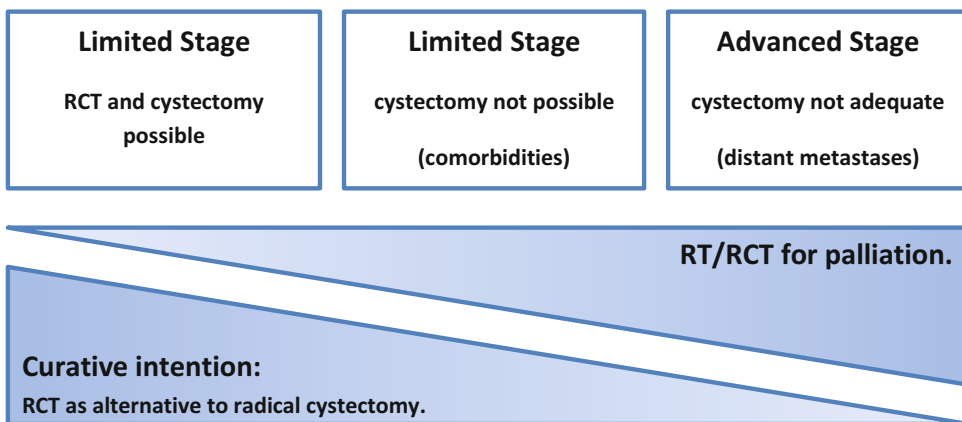 Limited Stage
RCT and cystectomy
possible
Limited Stage
cystectomy not possible
(comorbidities)
Advanced Stage
cystectomy not adequate
(distant metastases)
RT/RCT for palliation.
Curative intention:
RCT as alternative to radical cystectomy.